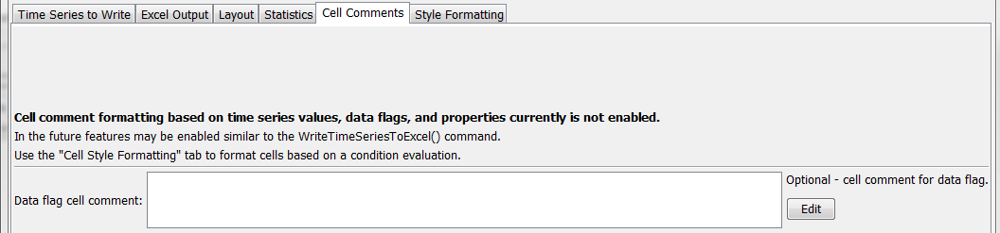 Time Series to Write Excel Output Layout Statistics Cell Comments Style Formatting
Cell comment formatting based on time series values, data flags, and properties currently is not enabled.
In the future features may be enabled similar to the WriteTimeSeriesToExcel() command.
Use the "Cell Style Formatting" tab to format cells based on a condition evaluation.
Optional - cell comment for data flag.
Data flag cell comment:
Edit